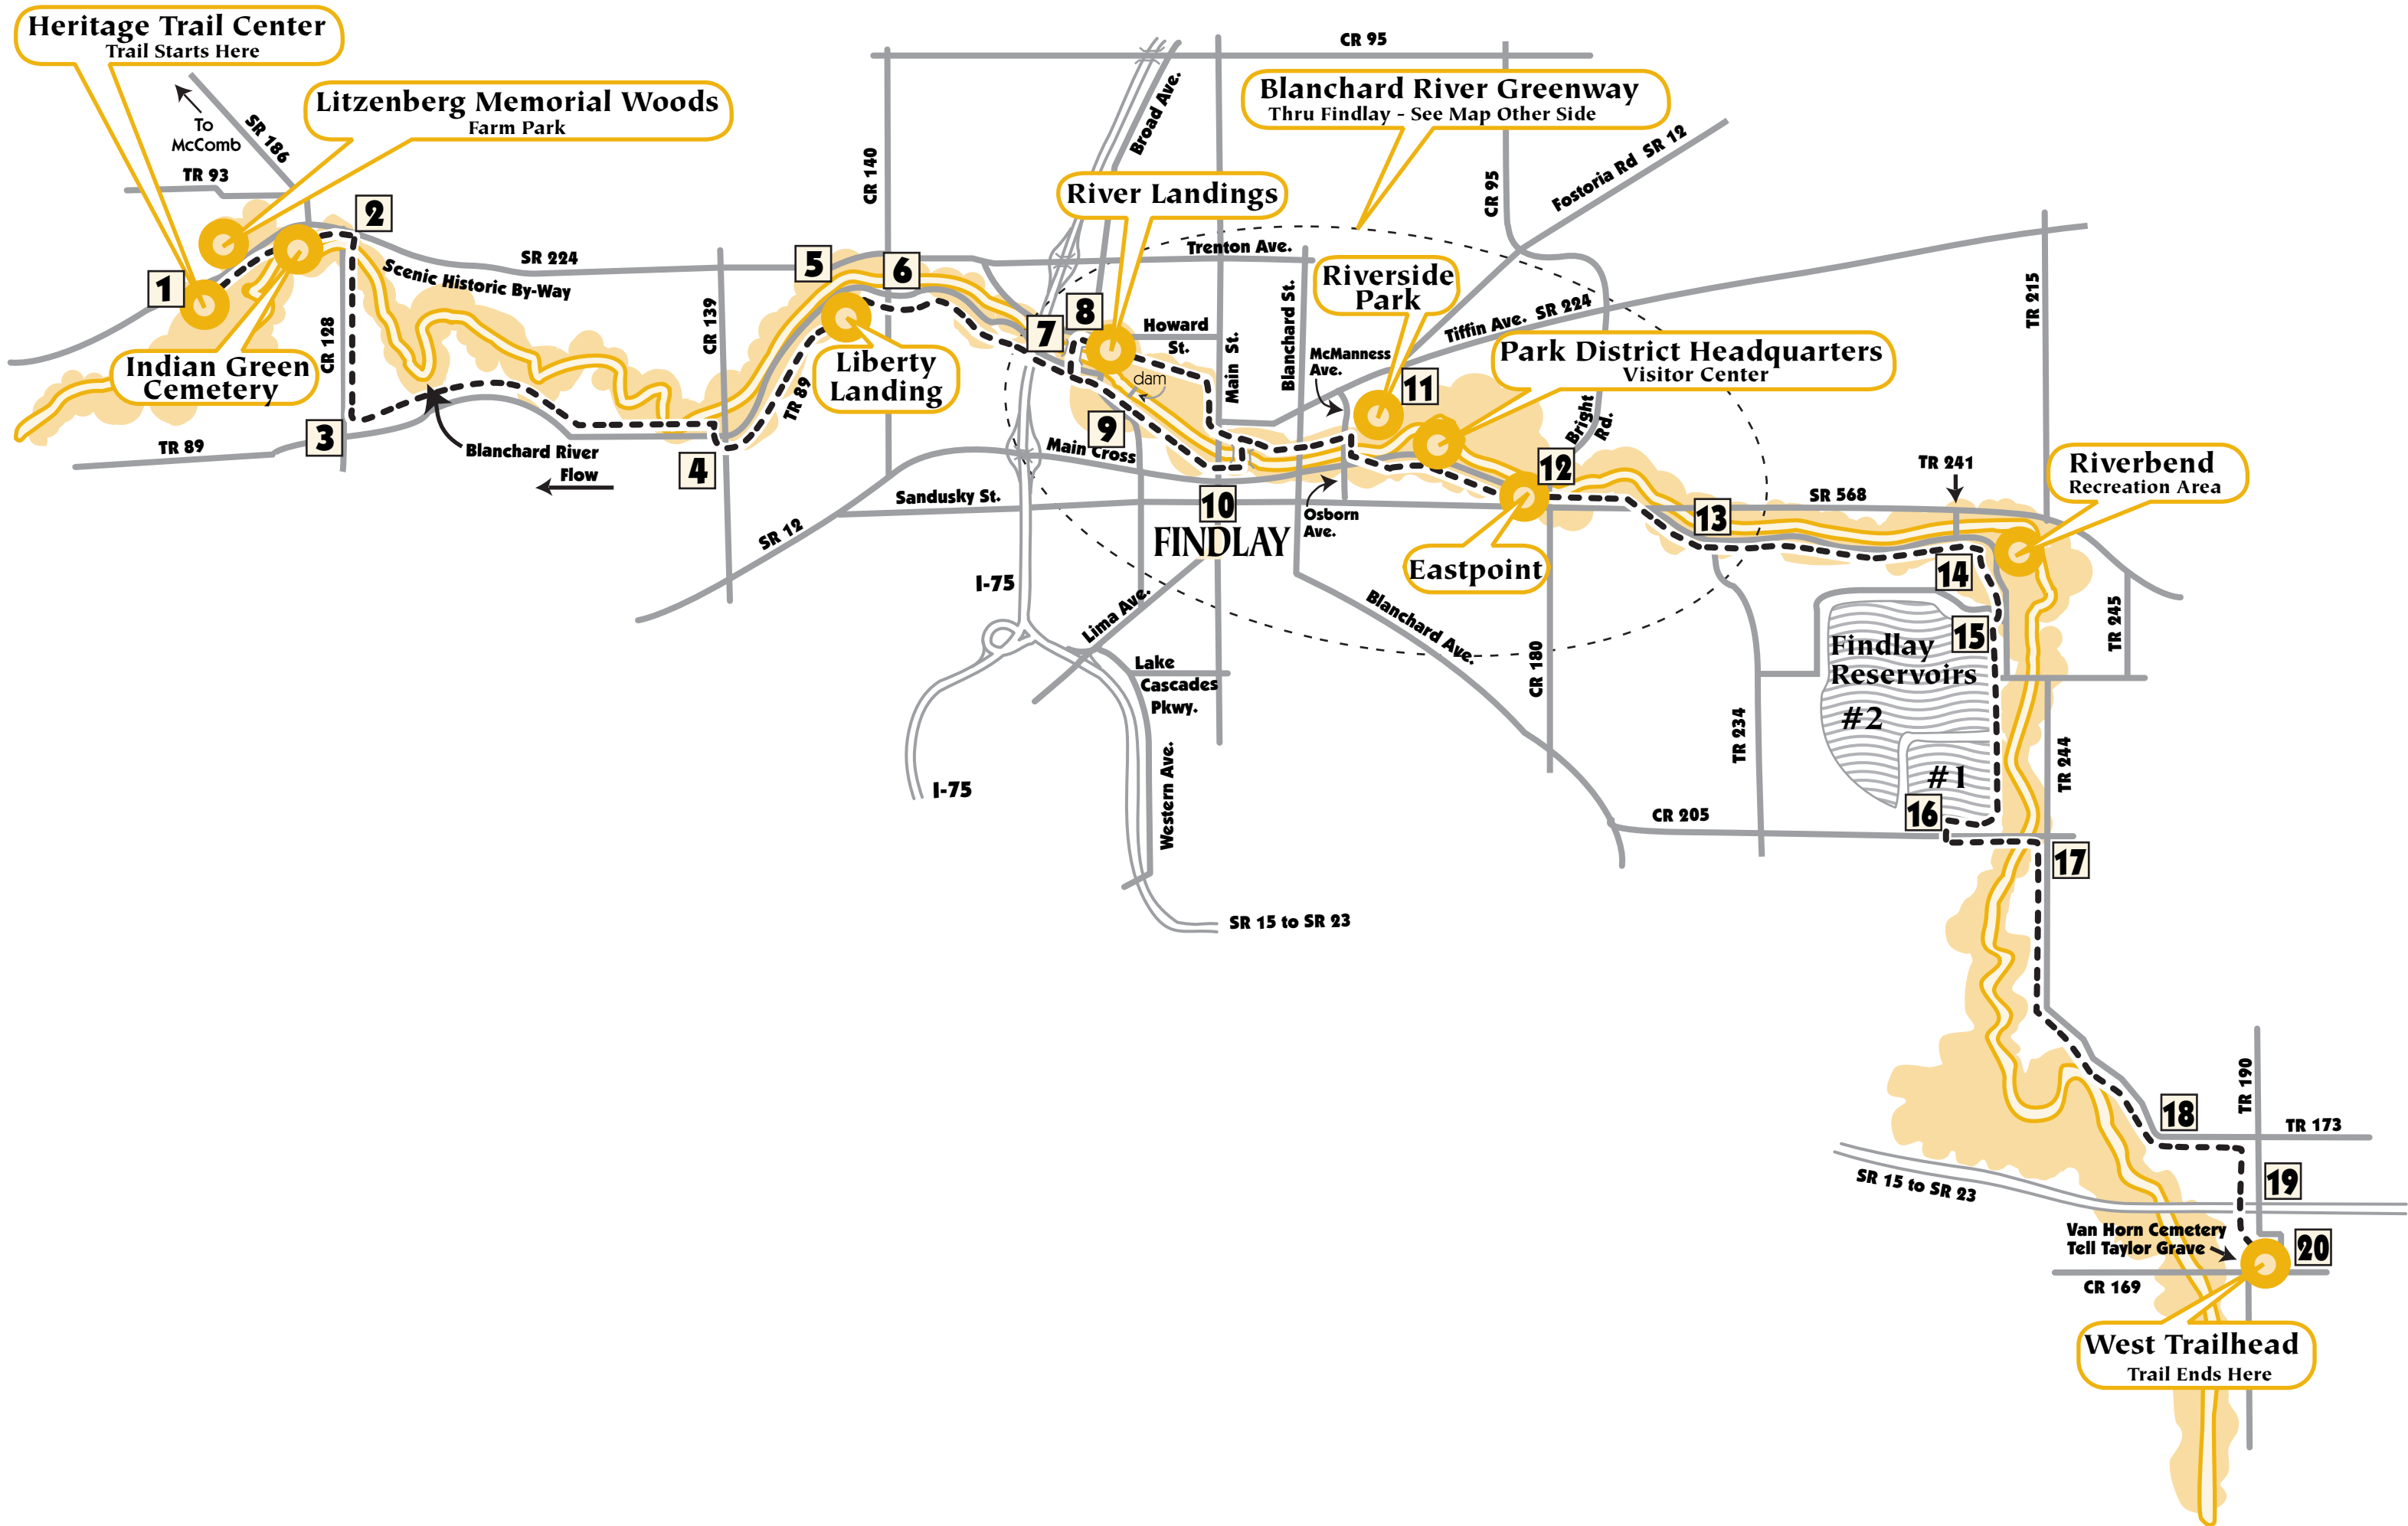 Heritage Trail Center
Trail Starts Here
To
McComb
SR 186
TR 93
Litzenberg Memorial Woods
Farm Park
1
2
Indian Green
Cemetery
CR 128
3
TR 89
SR 224
Scenic Historic By-Way
Blanchard River
Flow
CR 139
4
TR 89
5
6
CR 140
Liberty
Landing
CR 95
Broad Ave.
River Landings
Blanchard River Greenway
Thru Findlay - See Map Other Side
Trenton Ave.
7
8
Howard
St.
dam
Main St.
Blanchard St.
9
Main Cross
Sandusky St.
SR 12
10
FINDLAY
Riverside
Park
McManness
Ave.
11
Osborn
Ave.
CR 95
Fostoria Rd SR 12
Tiffin Ave. SR 224
Park District Headquarters
Visitor Center
Bright
Rd.
12
Eastpoint
13
SR 568
TR 241
TR 215
Riverbend
Recreation Area
14
15
Findlay
Reservoirs
#2
#1
16
TR 245
TR 244
TR 234
CR 180
Blanchard Ave.
CR 205
17
I-75
Lima Ave.
Lake
Cascades
Pkwy.
Western Ave.
I-75
SR 15 to SR 23
18
TR 190
TR 173
SR 15 to SR 23
19
Van Horn Cemetery
Tell Taylor Grave
20
CR 169
West Trailhead
Trail Ends Here